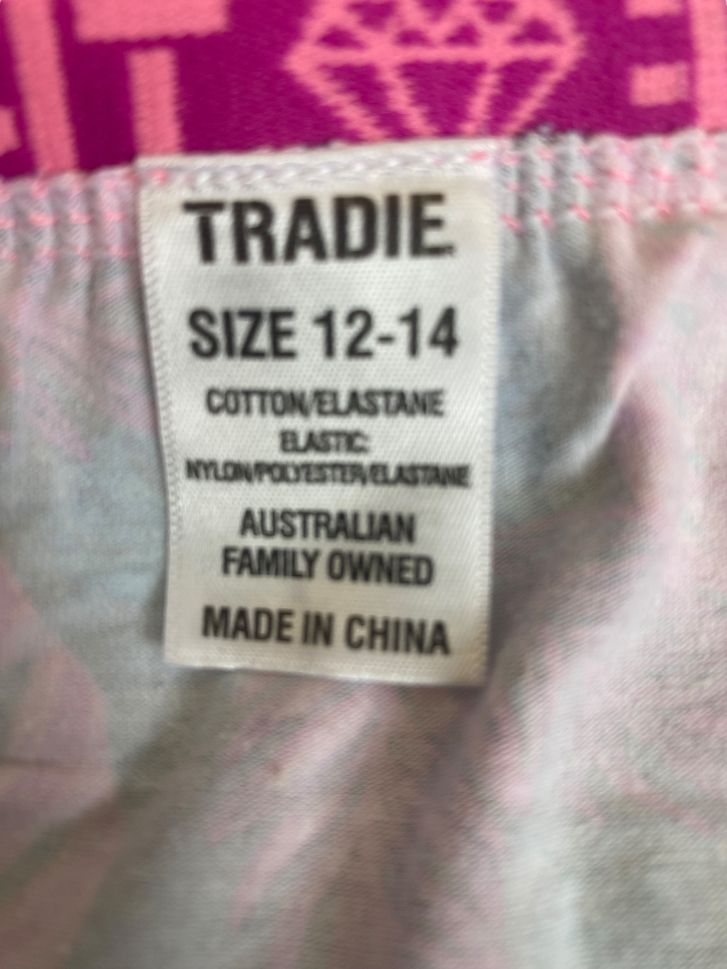 TRADIE
SIZE 12-14
COTTON/ELASTANE
ELASTIC:
NYLON/POLYESTER/ELASTANE
AUSTRALIAN
FAMILY OWNED
MADE IN CHINA